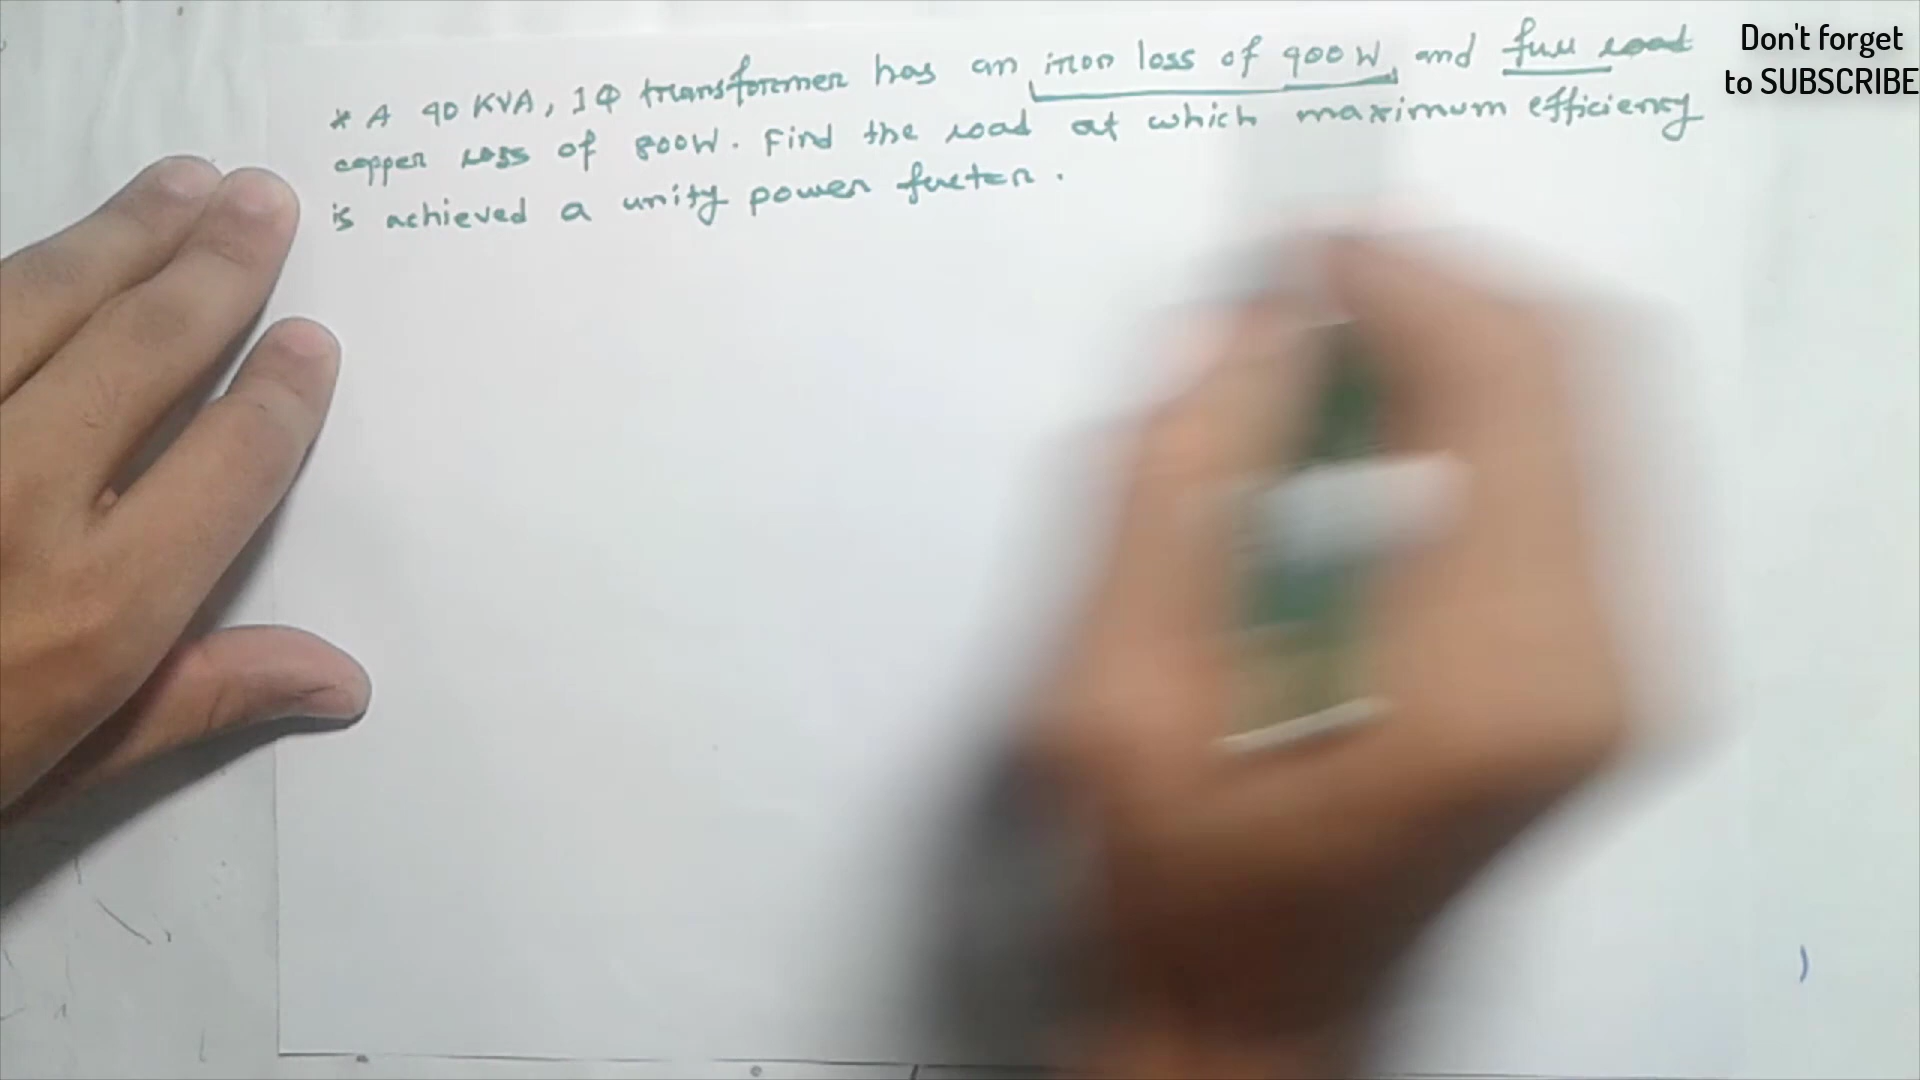 * A 40 KVA, 1Φ transformer has an iron loss of 400 W, and full load
copper loss of 800W. Find the load at which maximum efficiency
is achieved a unity power factor.
Don't forget
to SUBSCRIBE